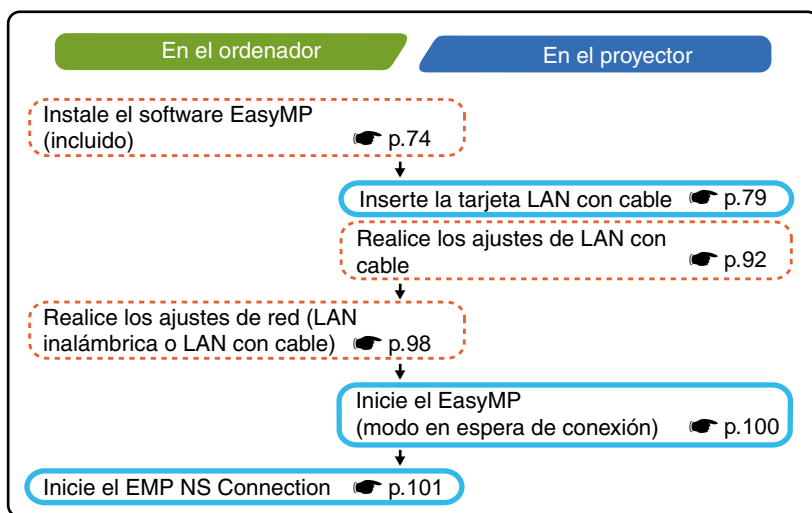 En el ordenador
En el proyector
Instale el software EasyMP
(incluido) ☛ p.74
Inserte la tarjeta LAN con cable ☛ p.79
Realice los ajustes de LAN con
cable ☛ p.92
Realice los ajustes de red (LAN
inalámbrica o LAN con cable) ☛ p.98
Inicie el EasyMP
(modo en espera de conexión) ☛ p.100
Inicie el EMP NS Connection ☛ p.101